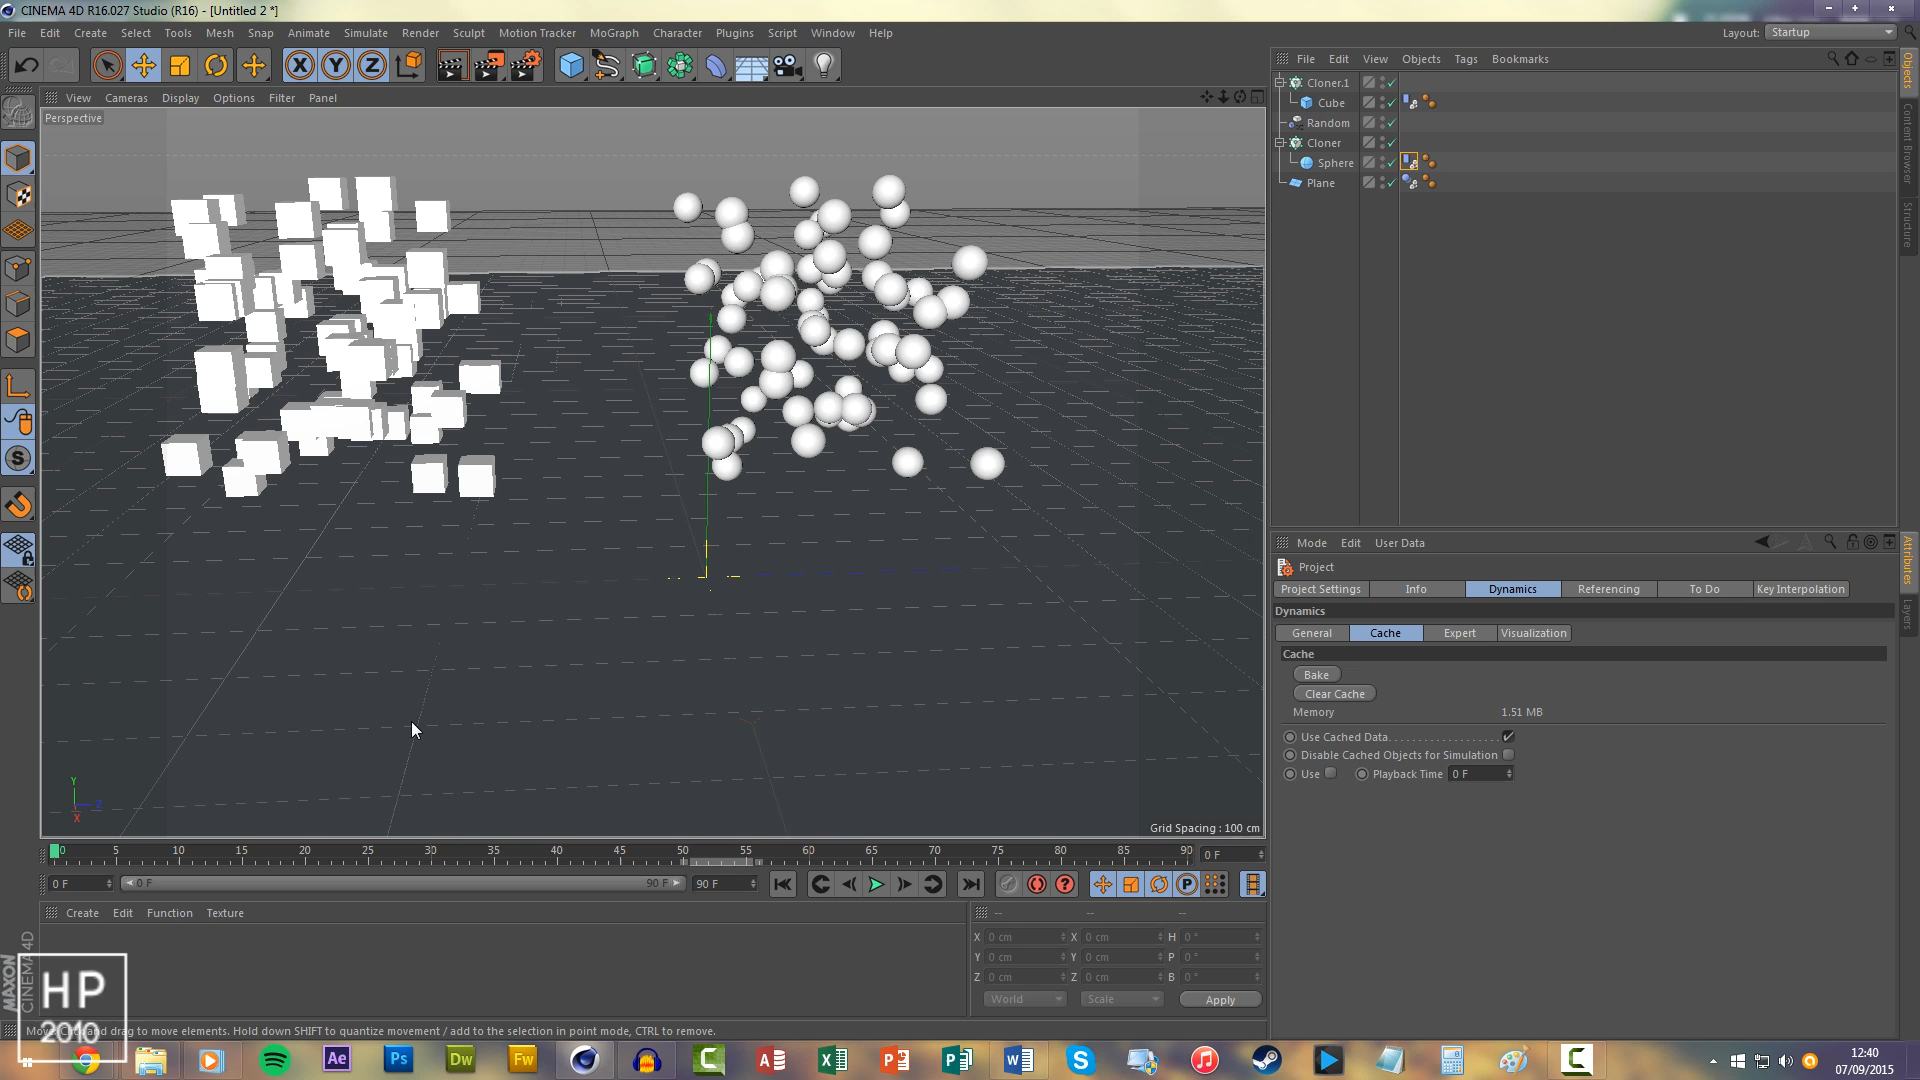 CINEMA 4D R16.027 Studio (R16) - [Untitled 2 *]
File Edit Create Select Tools Mesh Snap Animate Simulate Render Sculpt Motion Tracker MoGraph Character Plugins Script Window Help
Layout: Startup
X Y Z
File Edit View Objects Tags Bookmarks
View Cameras Display Options Filter Panel
Perspective
Cloner.1
Cube
Random
Cloner
Sphere
Plane
Objects
Content Browser
Structure
Mode Edit User Data
Project
Project Settings Info Dynamics Referencing To Do Key Interpolation
Dynamics
General Cache Expert Visualization
Cache
Bake
Clear Cache
Memory 1.51 MB
Use Cached Data
Disable Cached Objects for Simulation
Use Playback Time 0 F
Attributes
Layers
Y
Z
X
Grid Spacing : 100 cm
0 5 10 15 20 25 30 35 40 45 50 55 60 65 70 75 80 85 90 0 F
0 F 0 F 90 F 90 F
Create Edit Function Texture
-- -- --
X 0 cm X 0 cm H 0 °
Y 0 cm Y 0 cm P 0 °
Z 0 cm Z 0 cm B 0 °
World Scale Apply
MAXON
CINEMA 4D
HP
2010
Move: Click and drag to move elements. Hold down SHIFT to quantize movement / add to the selection in point mode, CTRL to remove.
Ae Ps Dw Fw
12:40
07/09/2015